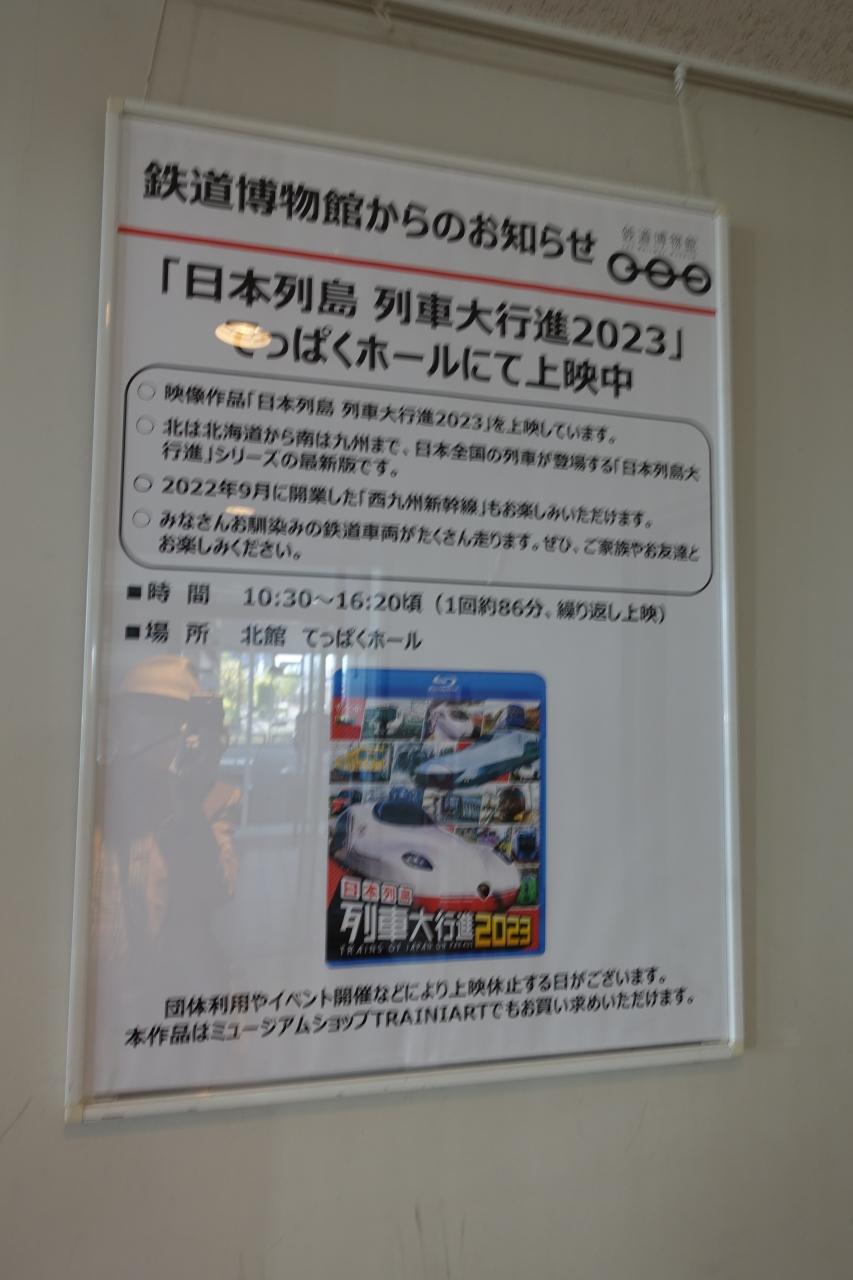 鉄道博物館からのお知らせ
鉄道博物館
「日本列島 列車大行進2023」
てっぱくホールにて上映中
○ 映像作品「日本列島 列車大行進2023」を上映しています。
○ 北は北海道から南は九州まで、日本全国の列車が登場する「日本列島大
行進」シリーズの最新版です。
○ 2022年9月に開業した「西九州新幹線」もお楽しみいただけます。
○ みなさんお馴染みの鉄道車両がたくさん走ります。ぜひ、ご家族やお友達と
お楽しみください。
■時 間 10:30～16:20頃（1回約86分、繰り返し上映）
■場 所 北館 てっぱくホール
日本列島
列車大行進2023
TRAINS OF JAPAN ON PARADE
団体利用やイベント開催などにより上映休止する日がございます。
本作品はミュージアムショップTRAINIARTでもお買い求めいただけます。